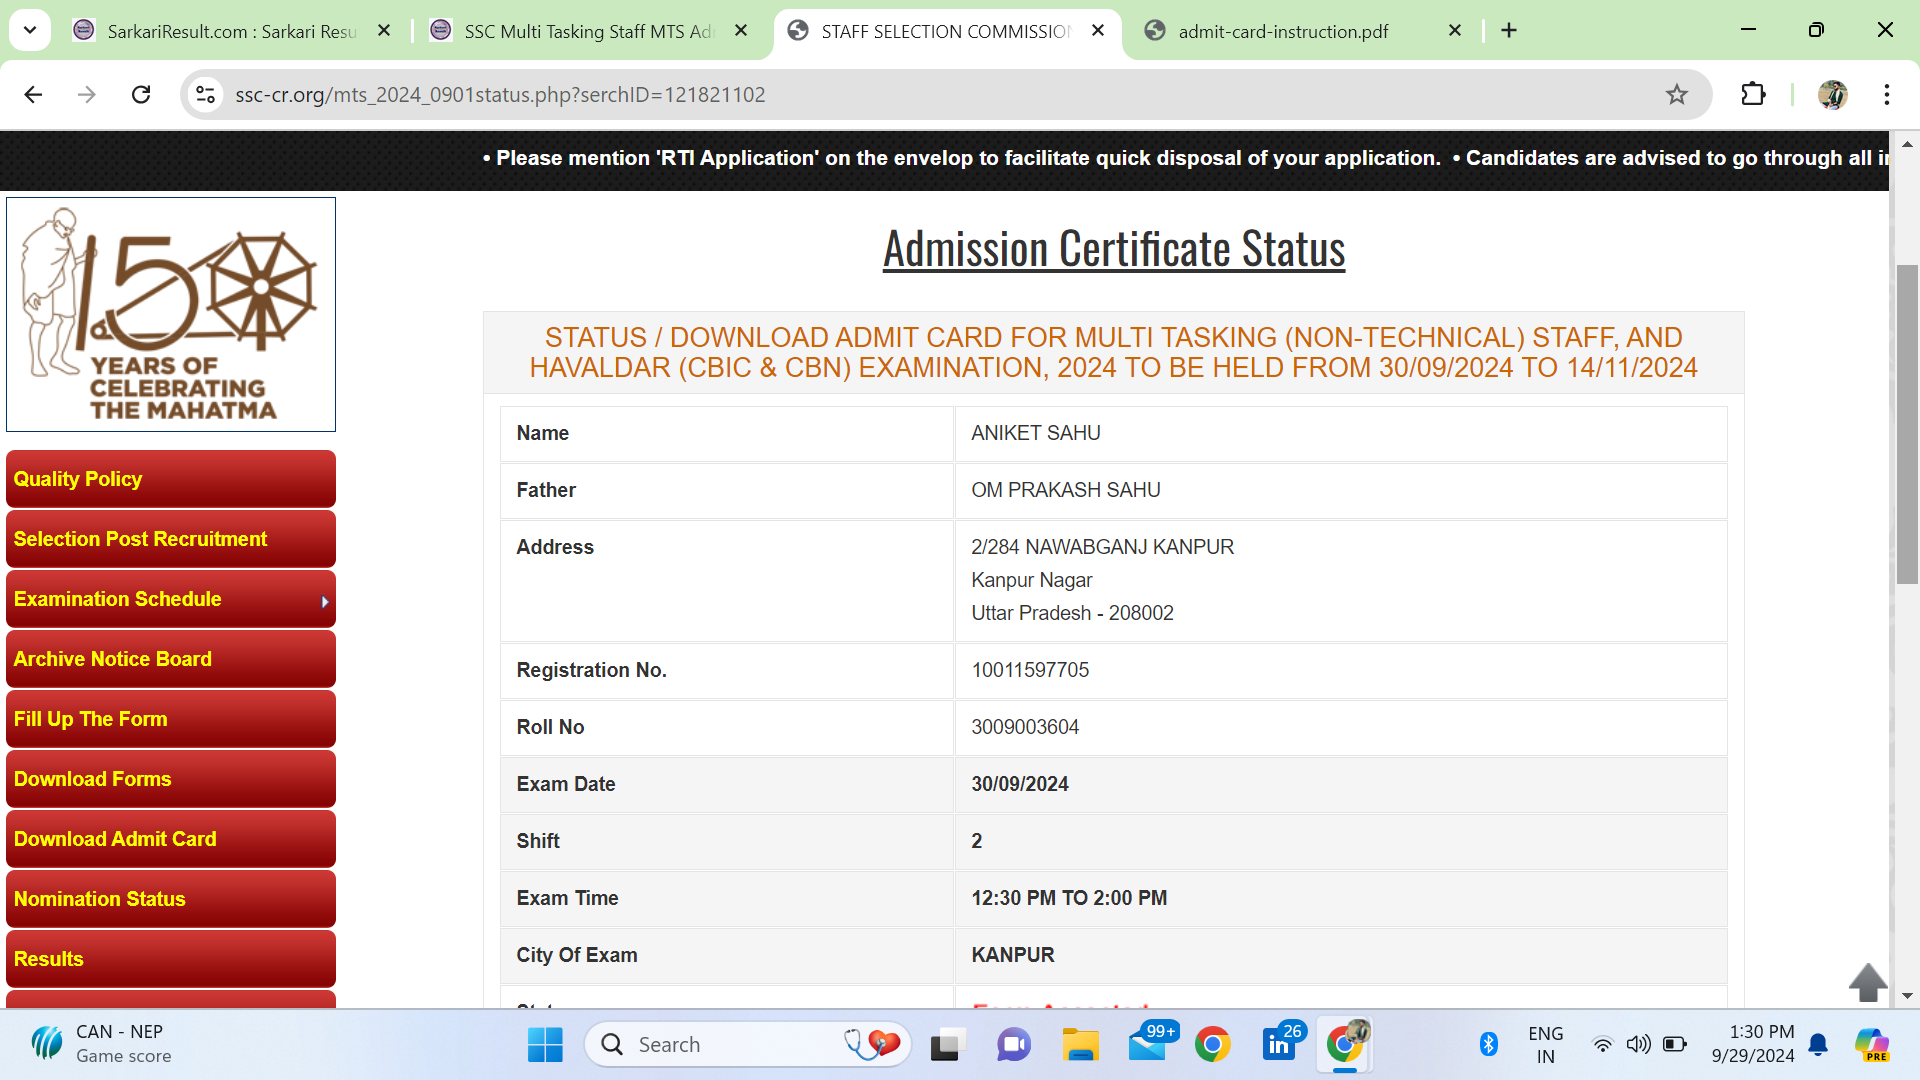 SarkariResult.com : Sarkari Resu
SSC Multi Tasking Staff MTS Ad
STAFF SELECTION COMMISSION
admit-card-instruction.pdf
ssc-cr.org/mts_2024_0901status.php?serchID=121821102
• Please mention 'RTI Application' on the envelop to facilitate quick disposal of your application. • Candidates are advised to go through all i
150
YEARS OF
CELEBRATING
THE MAHATMA
Quality Policy
Selection Post Recruitment
Examination Schedule
Archive Notice Board
Fill Up The Form
Download Forms
Download Admit Card
Nomination Status
Results
Admission Certificate Status
STATUS / DOWNLOAD ADMIT CARD FOR MULTI TASKING (NON-TECHNICAL) STAFF, AND
HAVALDAR (CBIC & CBN) EXAMINATION, 2024 TO BE HELD FROM 30/09/2024 TO 14/11/2024
Name ANIKET SAHU
Father OM PRAKASH SAHU
Address 2/284 NAWABGANJ KANPUR
Kanpur Nagar
Uttar Pradesh - 208002
Registration No. 10011597705
Roll No 3009003604
Exam Date 30/09/2024
Shift 2
Exam Time 12:30 PM TO 2:00 PM
City Of Exam KANPUR
CAN - NEP
Game score
Search
99+
26
ENG
IN
1:30 PM
9/29/2024
PRE